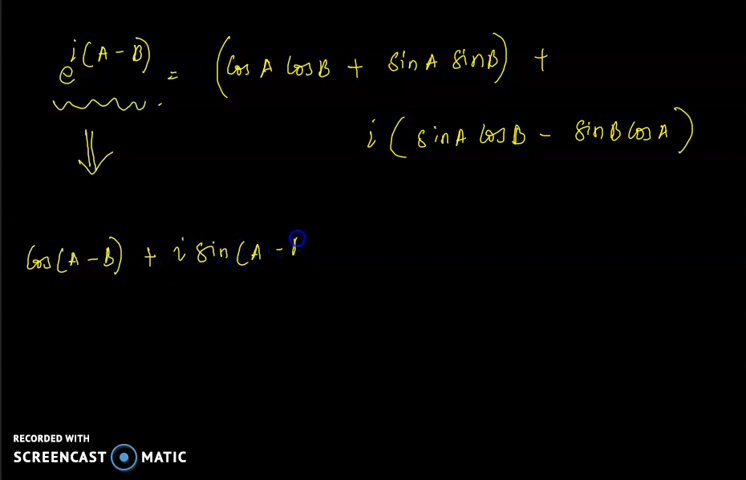 e^{i(A - B)} = (Cos A Cos B + Sin A Sin B) +
i (Sin A Cos B - Sin B Cos A)
Cos(A - B) + i Sin(A -
RECORDED WITH
SCREENCAST MATIC